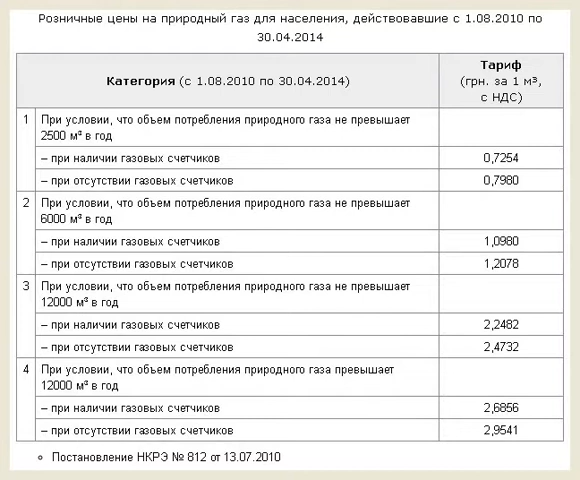 Розничные цены на природный газ для населения, действовавшие с 1.08.2010 по
30.04.2014
Категория (с 1.08.2010 по 30.04.2014)
Тариф
(грн. за 1 м³,
с НДС)
1 При условии, что объем потребления природного газа не превышает
2500 м³ в год
– при наличии газовых счетчиков 0,7254
– при отсутствии газовых счетчиков 0,7980
2 При условии, что объем потребления природного газа не превышает
6000 м³ в год
– при наличии газовых счетчиков 1,0980
– при отсутствии газовых счетчиков 1,2078
3 При условии, что объем потребления природного газа не превышает
12000 м³ в год
– при наличии газовых счетчиков 2,2482
– при отсутствии газовых счетчиков 2,4732
4 При условии, что объем потребления природного газа превышает
12000 м³ в год
– при наличии газовых счетчиков 2,6856
– при отсутствии газовых счетчиков 2,9541
Постановление НКРЭ № 812 от 13.07.2010